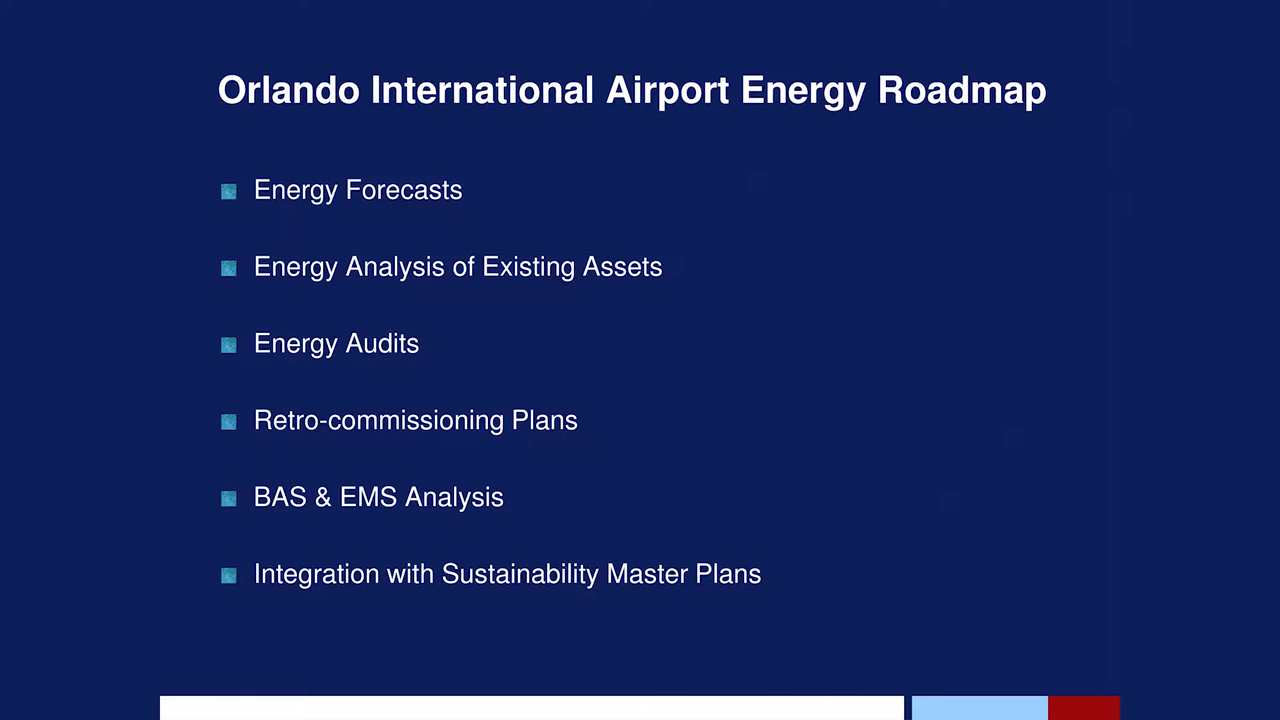 Orlando International Airport Energy Roadmap
Energy Forecasts
Energy Analysis of Existing Assets
Energy Audits
Retro-commissioning Plans
BAS & EMS Analysis
Integration with Sustainability Master Plans